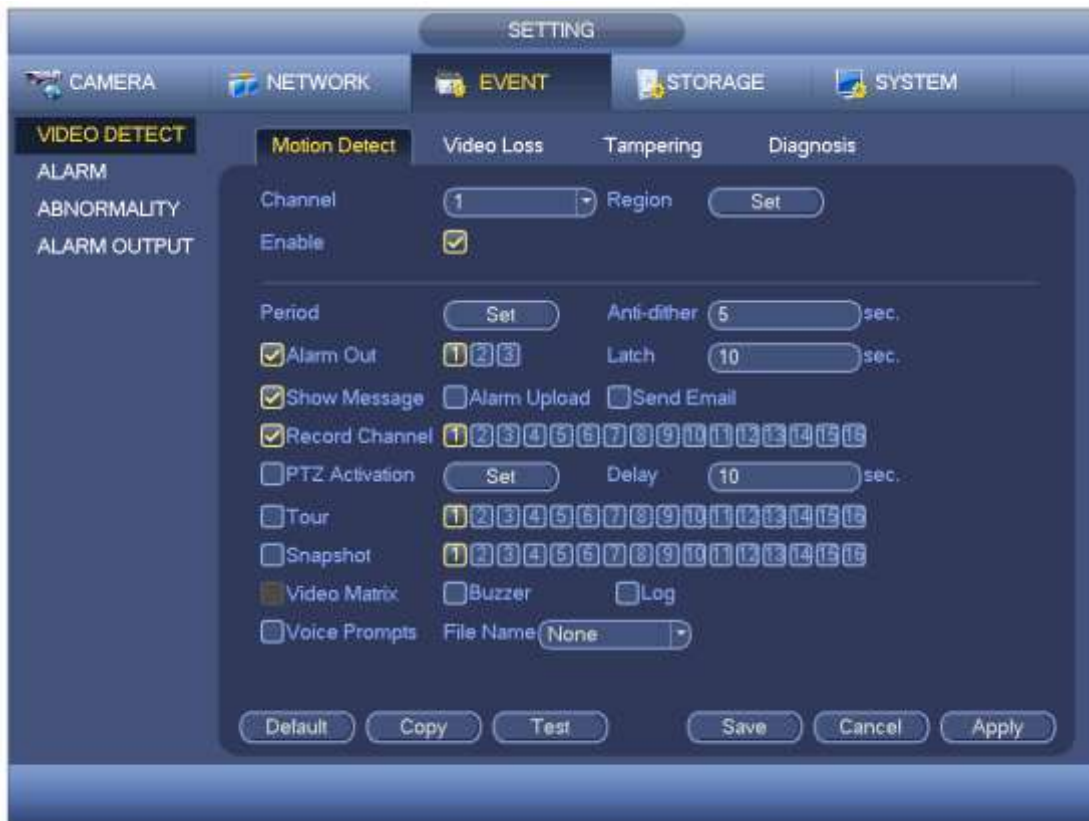 SETTING
CAMERA NETWORK EVENT STORAGE SYSTEM
VIDEO DETECT
ALARM
ABNORMALITY
ALARM OUTPUT
Motion Detect Video Loss Tampering Diagnosis
Channel 1 Region Set
Enable
Period Set Anti-dither 5 sec.
Alarm Out 1 2 3 Latch 10 sec.
Show Message Alarm Upload Send Email
Record Channel 1 2 3 4 5 6 7 8 9 10 11 12 13 14 15 16
PTZ Activation Set Delay 10 sec.
Tour 1 2 3 4 5 6 7 8 9 10 11 12 13 14 15 16
Snapshot 1 2 3 4 5 6 7 8 9 10 11 12 13 14 15 16
Video Matrix Buzzer Log
Voice Prompts File Name None
Default Copy Test Save Cancel Apply